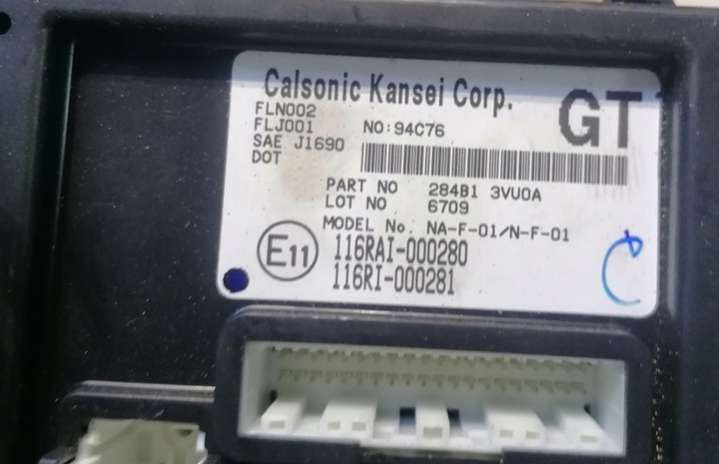 Calsonic Kansei Corp.
GT
FLN002
FLJ001 NO:94C76
SAE J1690
DOT
PART NO 284B1 3VU0A
LOT NO 6709
MODEL No. NA-F-01/N-F-01
E11 116RAI-000280
116RI-000281